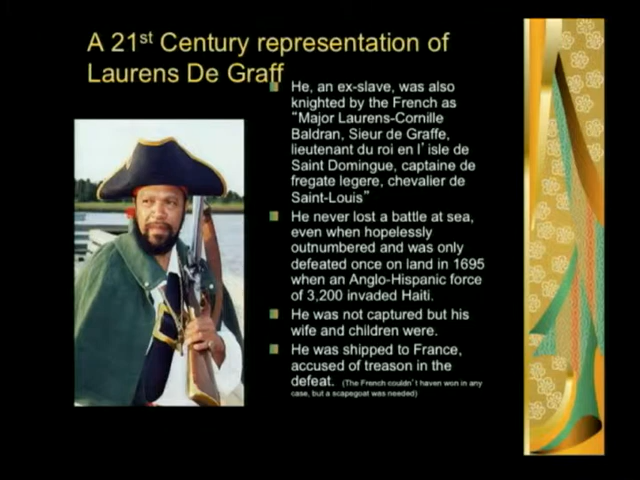 A 21st Century representation of
Laurens De Graff
He, an ex-slave, was also
knighted by the French as
“Major Laurens-Cornille
Baldran, Sieur de Graffe,
lieutenant du roi en l’isle de
Saint Domingue, captaine de
fregate legere, chevalier de
Saint-Louis”
He never lost a battle at sea,
even when hopelessly
outnumbered and was only
defeated once on land in 1695
when an Anglo-Hispanic force
of 3,200 invaded Haiti.
He was not captured but his
wife and children were.
He was shipped to France,
accused of treason in the
defeat. (The French couldn’t haven won in any
case, but a scapegoat was needed)